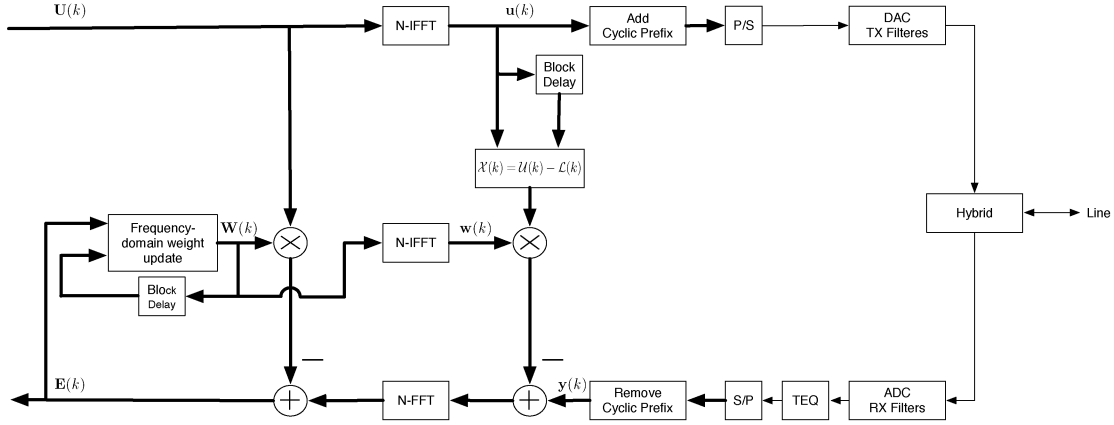 U(k)
N-IFFT
u(k)
Add
Cyclic Prefix
P/S
DAC
TX Filteres
Block
Delay
𝒳(k) = 𝒰(k) − ℒ(k)
Hybrid
Line
Frequency-
domain weight
update
W(k)
N-IFFT
w(k)
Block
Delay
—
—
E(k)
N-FFT
y(k)
Remove
Cyclic Prefix
S/P
TEQ
ADC
RX Filters